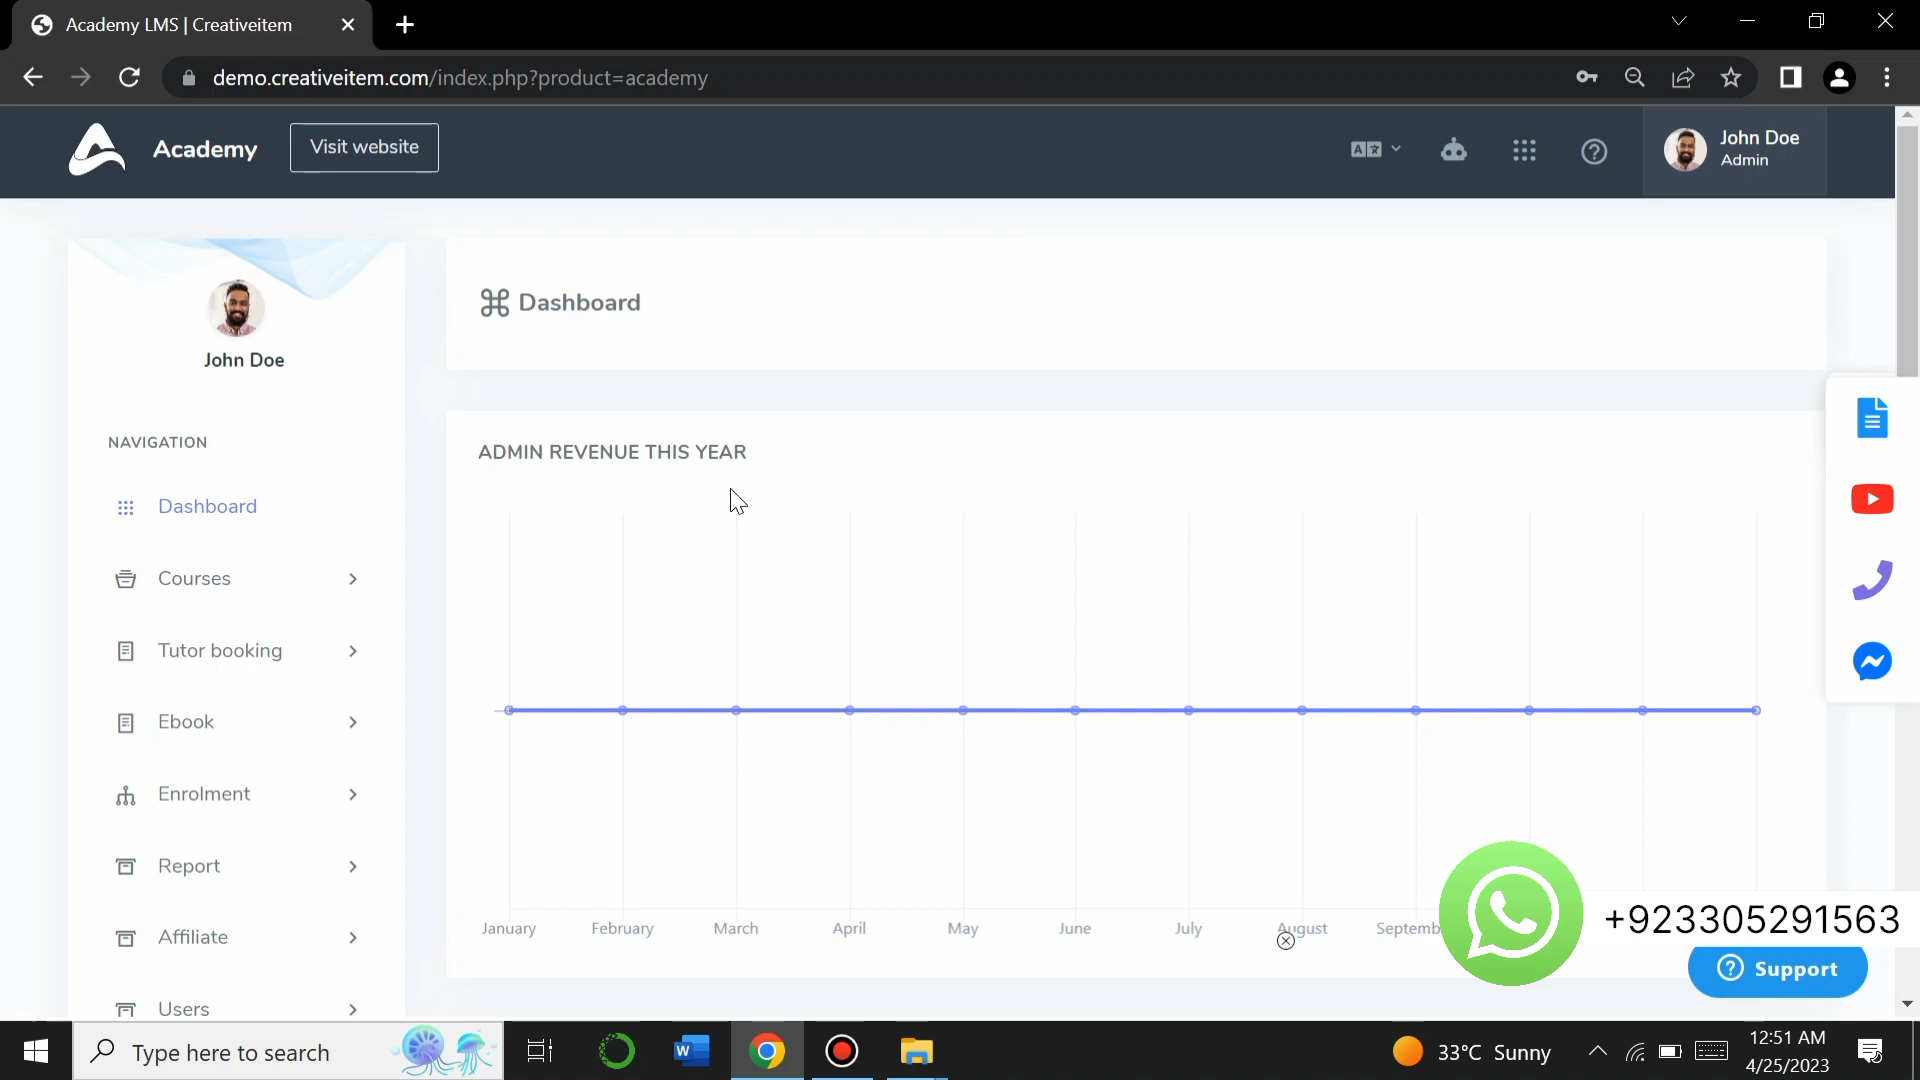 Academy LMS | Creativeitem
demo.creativeitem.com/index.php?product=academy
Academy
Visit website
John Doe
Admin
John Doe
NAVIGATION
Dashboard
Courses
Tutor booking
Ebook
Enrolment
Report
Affiliate
Users
Dashboard
ADMIN REVENUE THIS YEAR
January February March April May June July August Septemb
+923305291563
Support
Type here to search
W
33°C Sunny
12:51 AM
4/25/2023